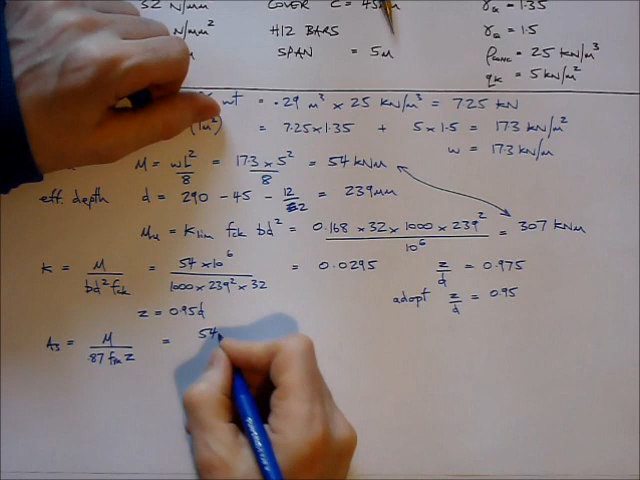 32 N/mm² COVER C = 45mm γG = 1.35
N/mm² H12 BARS γQ = 1.5
SPAN = 5m ρconc = 25 kN/m³
qk = 5 kN/m²
wt = .29 m³ x 25 kN/m³ = 7.25 kN
(1m²) = 7.25x1.35 + 5x1.5 = 17.3 kN/m²
w = 17.3 kN/m
M = wL²/8 = 17.3 x 5²/8 = 54 kNm
eff. depth d = 290 - 45 - 12/2 = 239mm
Mu = Klim fck bd² = 0.168 x 32 x 1000 x 239²/10⁶ = 307 kNm
K = M/bd²fck = 54 x10⁶/1000 x 239² x 32 = 0.0295 z/d = 0.975
adopt z/d = 0.95
z = 0.95d
As = M/.87 fyk z = 54